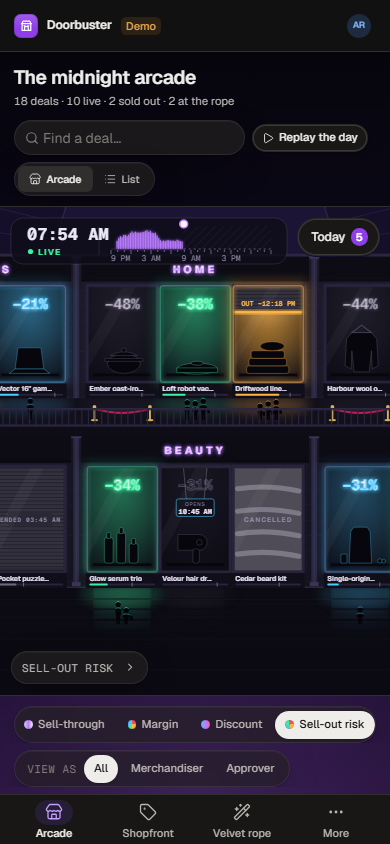 Doorbuster Demo AR
The midnight arcade
18 deals · 10 live · 2 sold out · 2 at the rope
Find a deal…
Replay the day
Arcade
List
07:54 AM
LIVE
9 PM 3 AM 9 AM 3 PM
Today 5
S HOME
-21% -48% -38% OUT ~12:18 PM -44%
Vector 16" gam… Ember cast-iro… Loft robot vac… Driftwood line… Harbour wool o…
BEAUTY
-34% -31%
OPENS
10:45 AM
ENDED 03:45 AM CANCELLED
Pocket puzzle… Glow serum trio Velour hair dr… Cedar beard kit Single-origin…
SELL-OUT RISK
Sell-through Margin Discount Sell-out risk
VIEW AS All Merchandiser Approver
Arcade Shopfront Velvet rope More